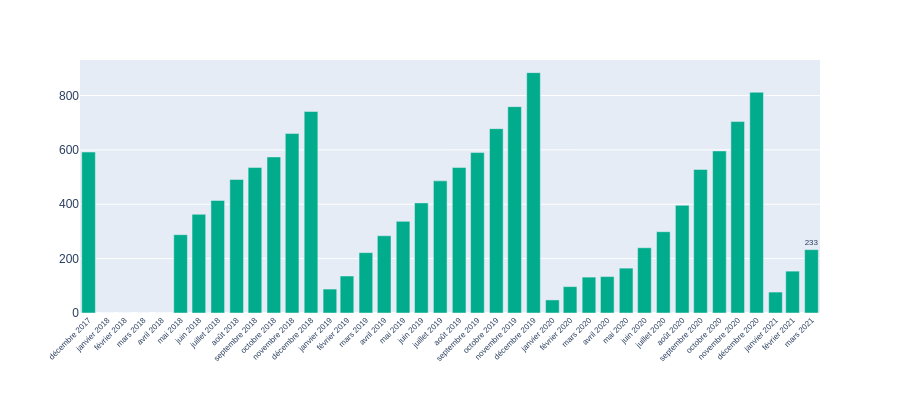 800
600
400
200
0
233
décembre 2017
janvier 2018
février 2018
mars 2018
avril 2018
mai 2018
juin 2018
juillet 2018
août 2018
septembre 2018
octobre 2018
novembre 2018
décembre 2018
janvier 2019
février 2019
mars 2019
avril 2019
mai 2019
juin 2019
juillet 2019
août 2019
septembre 2019
octobre 2019
novembre 2019
décembre 2019
janvier 2020
février 2020
mars 2020
avril 2020
mai 2020
juin 2020
juillet 2020
août 2020
septembre 2020
octobre 2020
novembre 2020
décembre 2020
janvier 2021
février 2021
mars 2021